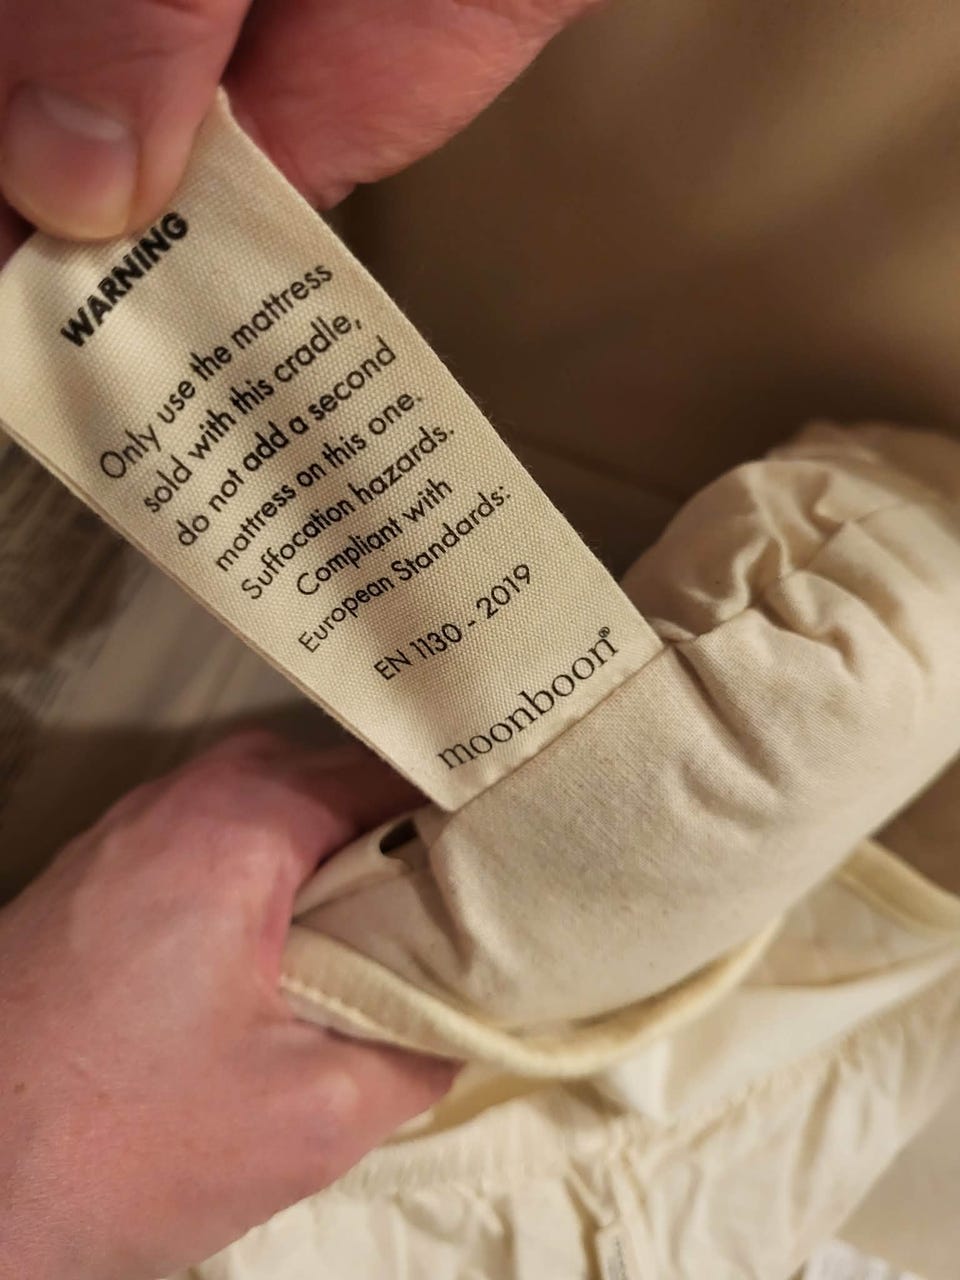 WARNING
Only use the mattress
sold with this cradle,
do not add a second
mattress on this one.
Suffocation hazards.
Compliant with
European Standards:
EN 1130 - 2019
moonboon®